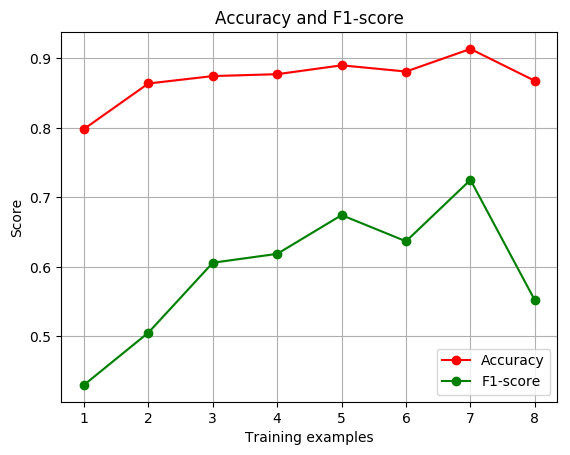 Accuracy and F1-score
0.9
0.8
0.7
0.6
0.5
Score
Accuracy
F1-score
1 2 3 4 5 6 7 8
Training examples